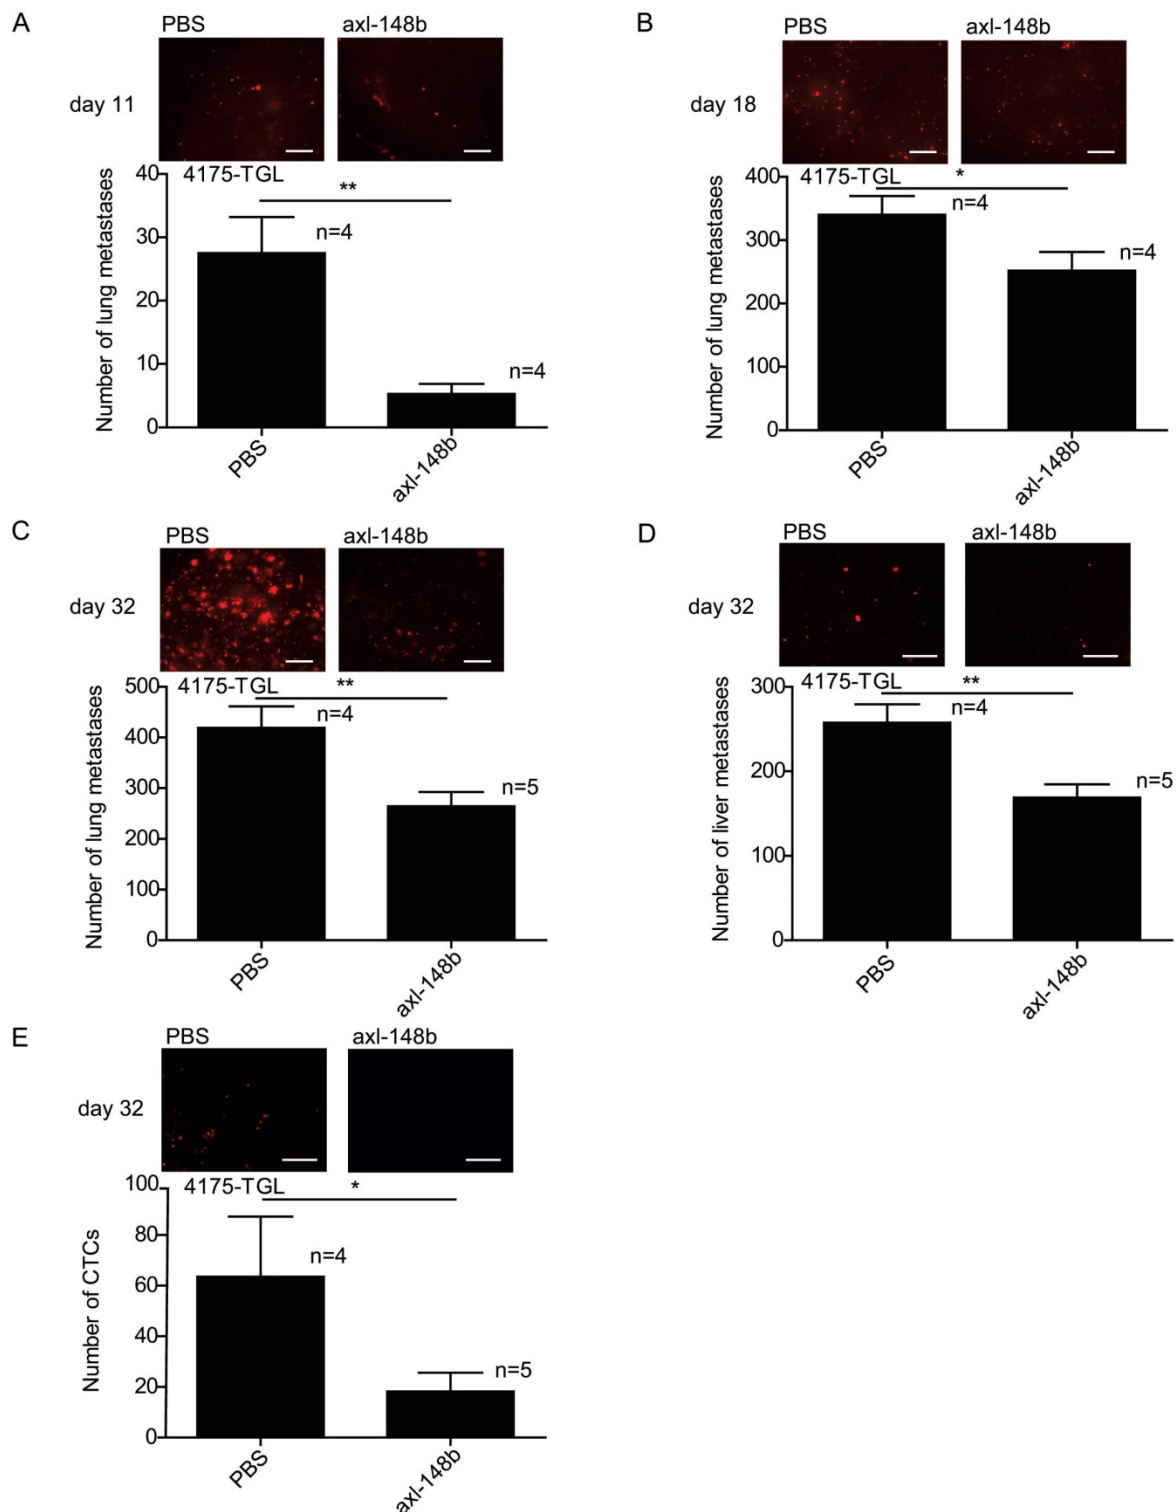 A
PBS axl-148b
day 11
4175-TGL
**
n=4
n=4
Number of lung metastases
40
30
20
10
0
PBS
axl-148b
B
PBS axl-148b
day 18
4175-TGL
*
n=4
n=4
Number of lung metastases
400
300
200
100
0
PBS
axl-148b
C
PBS axl-148b
day 32
4175-TGL
**
n=4
n=5
Number of lung metastases
500
400
300
200
100
0
PBS
axl-148b
D
PBS axl-148b
day 32
4175-TGL
**
n=4
n=5
Number of liver metastases
300
200
100
0
PBS
axl-148b
E
PBS axl-148b
day 32
4175-TGL
*
n=4
n=5
Number of CTCs
100
80
60
40
20
0
PBS
axl-148b